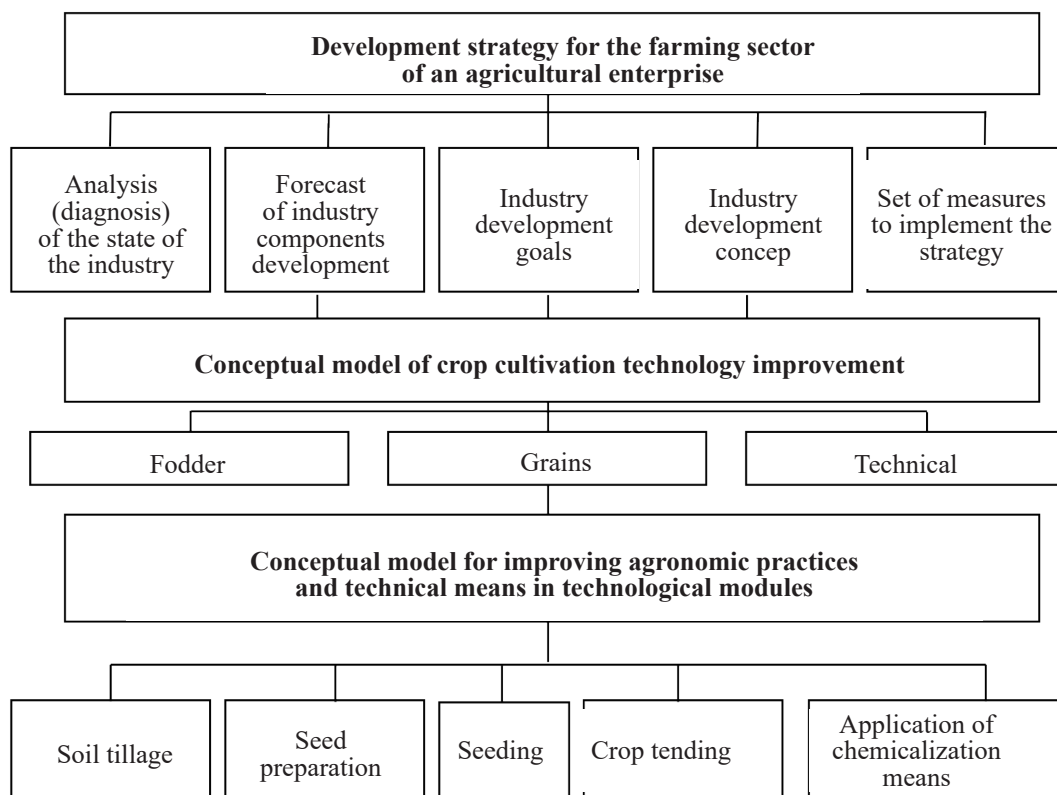 Development strategy for the farming sector
of an agricultural enterprise
Analysis
(diagnosis)
of the state of
the industry
Forecast
of industry
components
development
Industry
development
goals
Industry
development
concep
Set of measures
to implement the
strategy
Conceptual model of crop cultivation technology improvement
Fodder
Grains
Technical
Conceptual model for improving agronomic practices
and technical means in technological modules
Soil tillage
Seed
preparation
Seeding
Crop tending
Application of
chemicalization
means